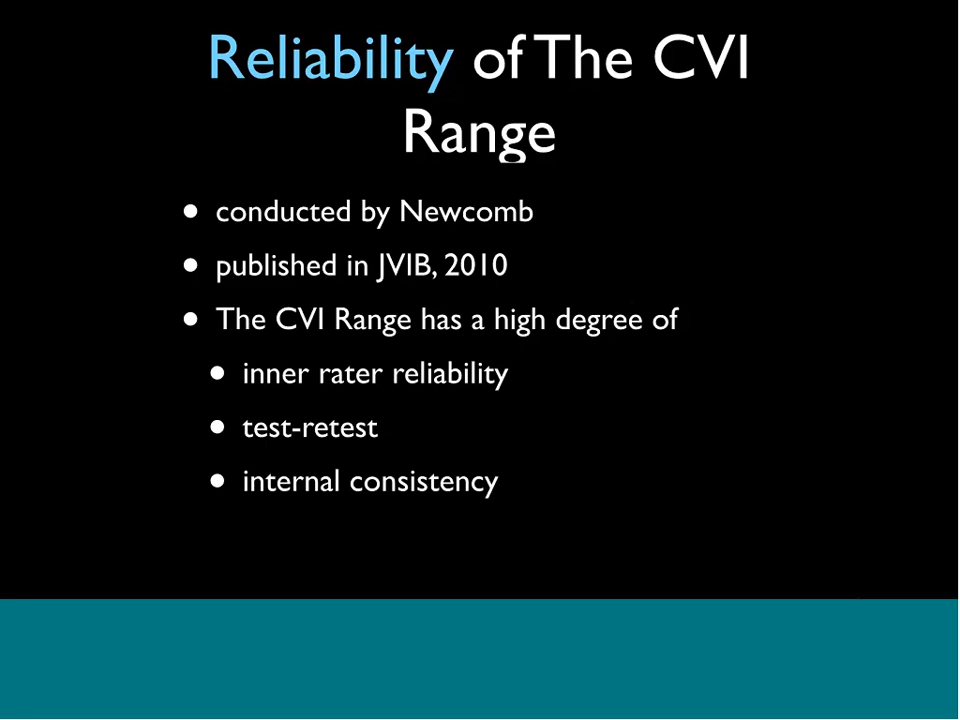 Reliability of The CVI
Range
• conducted by Newcomb
• published in JVIB, 2010
• The CVI Range has a high degree of
• inner rater reliability
• test-retest
• internal consistency